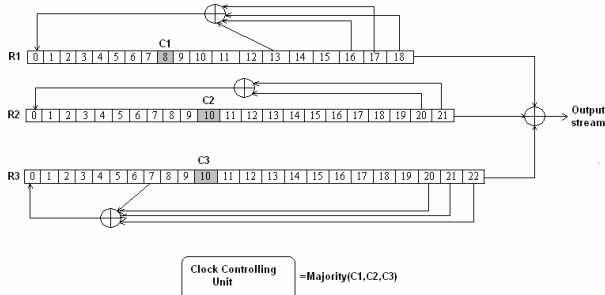 C1
R1 0 1 2 3 4 5 6 7 8 9 10 11 12 13 14 15 16 17 18
C2
R2 0 1 2 3 4 5 6 7 8 9 10 11 12 13 14 15 16 17 18 19 20 21
Output
stream
C3
R3 0 1 2 3 4 5 6 7 8 9 10 11 12 13 14 15 16 17 18 19 20 21 22
Clock Controlling
Unit
=Majority(C1,C2,C3)